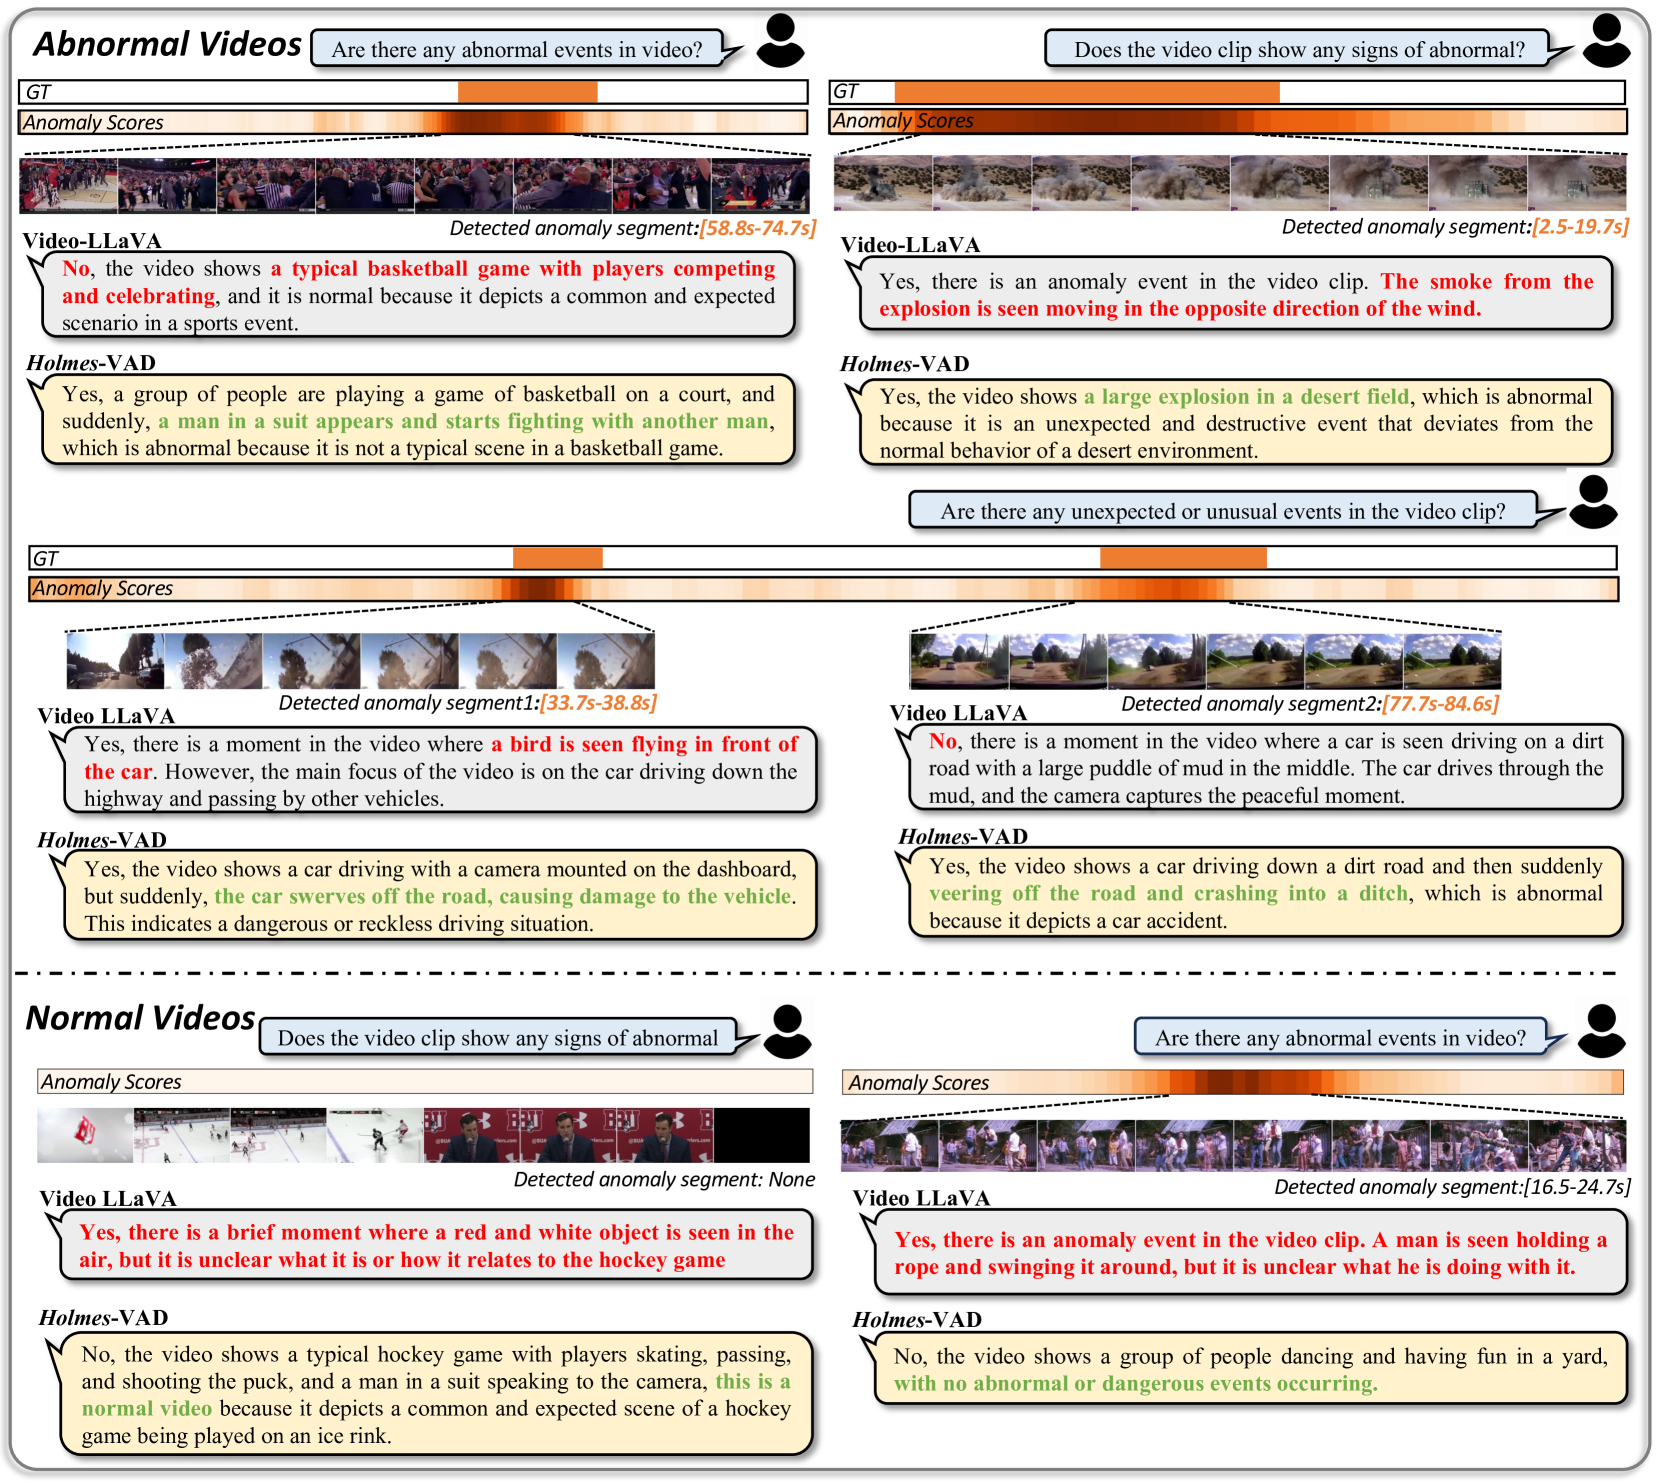 Abnormal Videos
Are there any abnormal events in video?
GT
Anomaly Scores
Detected anomaly segment:[58.8s-74.7s]
Video-LLaVA
No, the video shows a typical basketball game with players competing
and celebrating, and it is normal because it depicts a common and expected
scenario in a sports event.
Holmes-VAD
Yes, a group of people are playing a game of basketball on a court, and
suddenly, a man in a suit appears and starts fighting with another man,
which is abnormal because it is not a typical scene in a basketball game.
Does the video clip show any signs of abnormal?
GT
Anomaly Scores
Detected anomaly segment:[2.5-19.7s]
Video-LLaVA
Yes, there is an anomaly event in the video clip. The smoke from the
explosion is seen moving in the opposite direction of the wind.
Holmes-VAD
Yes, the video shows a large explosion in a desert field, which is abnormal
because it is an unexpected and destructive event that deviates from the
normal behavior of a desert environment.
Are there any unexpected or unusual events in the video clip?
GT
Anomaly Scores
Detected anomaly segment1:[33.7s-38.8s]
Video LLaVA
Yes, there is a moment in the video where a bird is seen flying in front of
the car. However, the main focus of the video is on the car driving down the
highway and passing by other vehicles.
Holmes-VAD
Yes, the video shows a car driving with a camera mounted on the dashboard,
but suddenly, the car swerves off the road, causing damage to the vehicle.
This indicates a dangerous or reckless driving situation.
Detected anomaly segment2:[77.7s-84.6s]
Video LLaVA
No, there is a moment in the video where a car is seen driving on a dirt
road with a large puddle of mud in the middle. The car drives through the
mud, and the camera captures the peaceful moment.
Holmes-VAD
Yes, the video shows a car driving down a dirt road and then suddenly
veering off the road and crashing into a ditch, which is abnormal
because it depicts a car accident.
Normal Videos
Does the video clip show any signs of abnormal
Anomaly Scores
Detected anomaly segment: None
Video LLaVA
Yes, there is a brief moment where a red and white object is seen in the
air, but it is unclear what it is or how it relates to the hockey game
Holmes-VAD
No, the video shows a typical hockey game with players skating, passing,
and shooting the puck, and a man in a suit speaking to the camera, this is a
normal video because it depicts a common and expected scene of a hockey
game being played on an ice rink.
Are there any abnormal events in video?
Anomaly Scores
Detected anomaly segment:[16.5-24.7s]
Video LLaVA
Yes, there is an anomaly event in the video clip. A man is seen holding a
rope and swinging it around, but it is unclear what he is doing with it.
Holmes-VAD
No, the video shows a group of people dancing and having fun in a yard,
with no abnormal or dangerous events occurring.